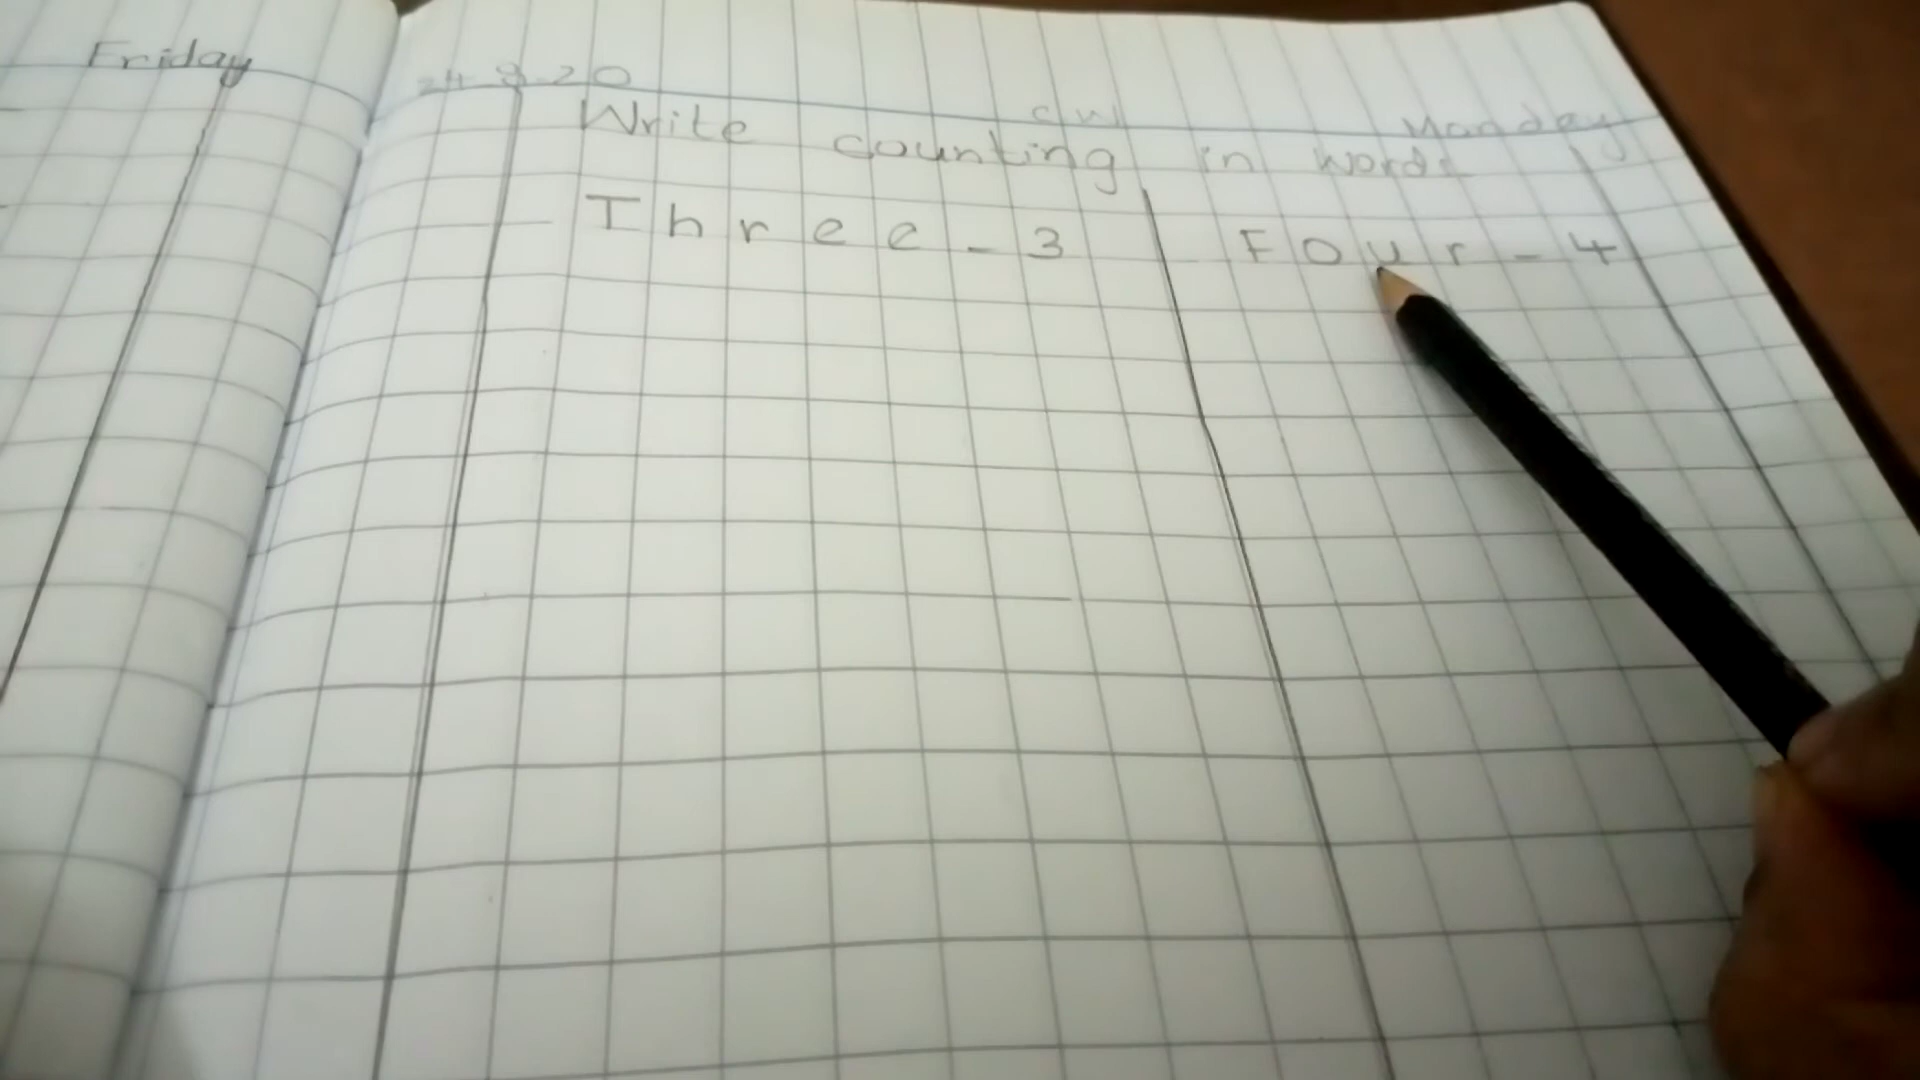 Friday
24-8-20 CW Monday
Write counting in words
Three - 3 Four - 4